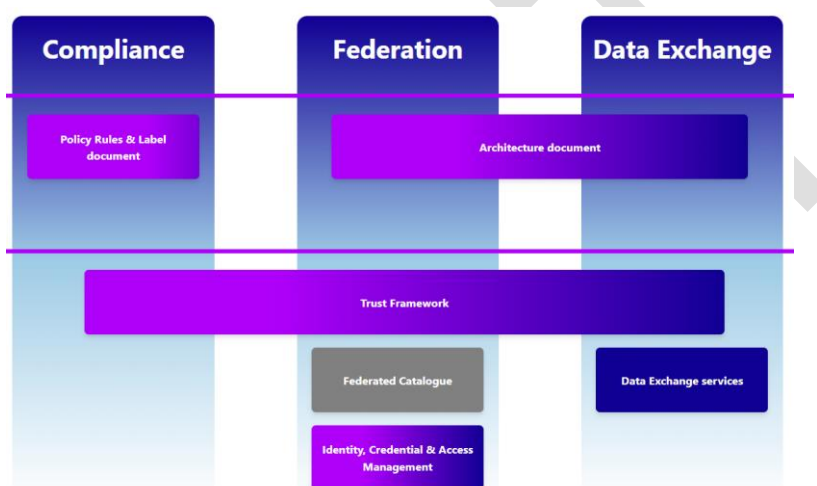 Compliance
Federation
Data Exchange
Policy Rules & Label
document
Architecture document
Trust Framework
Federated Catalogue
Data Exchange services
Identity, Credential & Access
Management